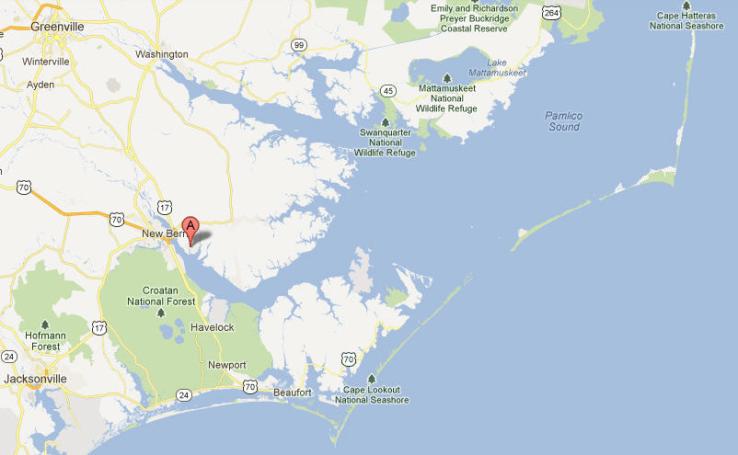 Emily and Richardson
Preyer Buckridge
Coastal Reserve
264
Cape Hatteras
National Seashore
Greenville
99
Washington
Winterville
Lake
Mattamuskeet
Ayden
45
Mattamuskeet
National
Wildlife Refuge
Pamlico
Sound
Swanquarter
National
Wildlife Refuge
70
17
70
A
New Bern
Croatan
National Forest
17
Havelock
Hofmann
Forest
24
70
Newport
Jacksonville
24
70
Beaufort
Cape Lookout
National Seashore